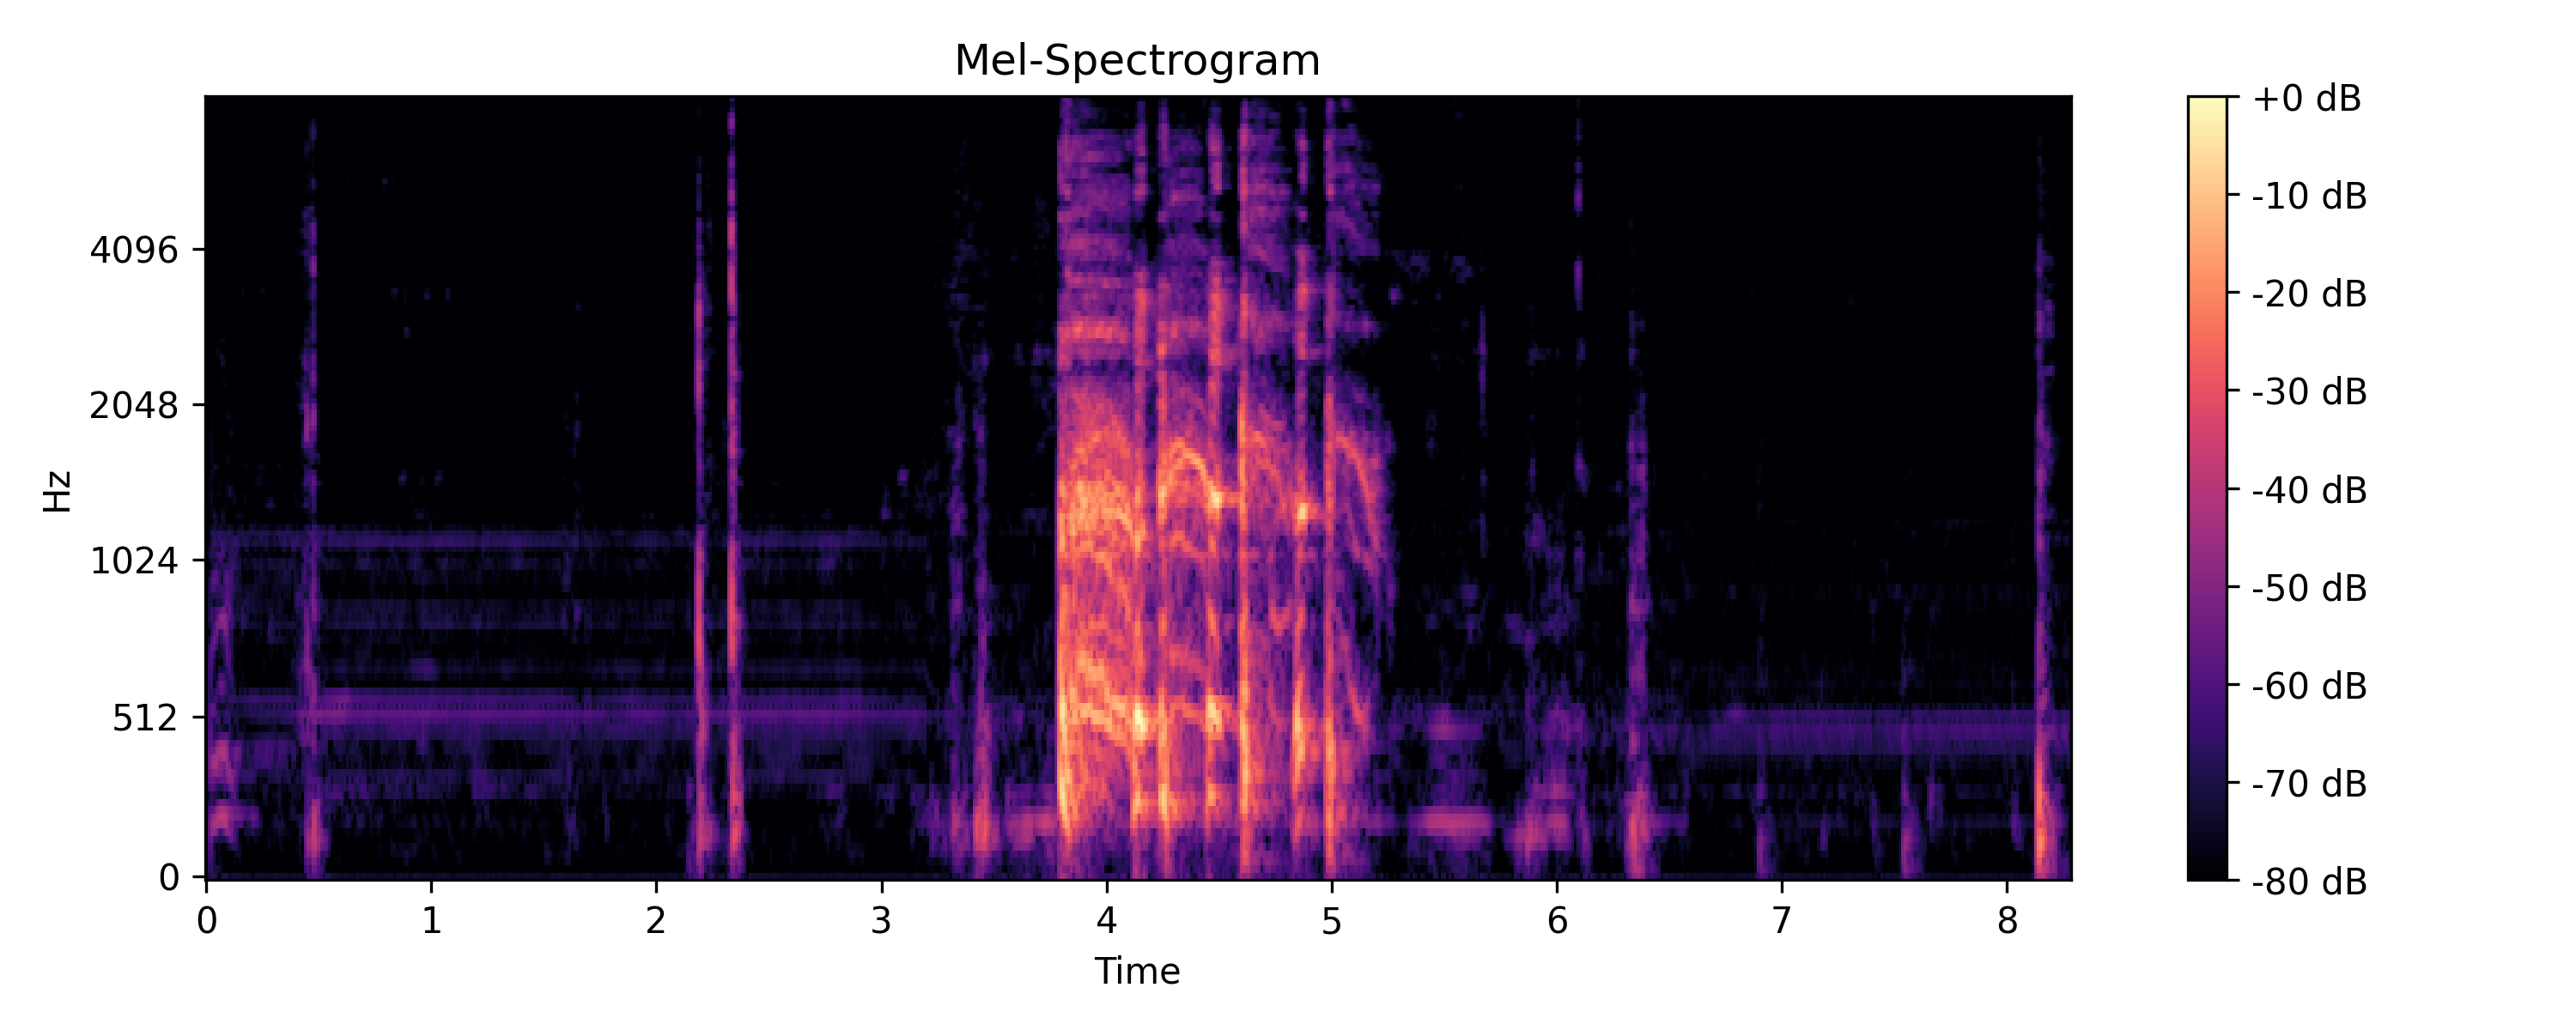 Mel-Spectrogram
+0 dB
-10 dB
-20 dB
-30 dB
-40 dB
-50 dB
-60 dB
-70 dB
-80 dB
Hz
4096
2048
1024
512
0
0 1 2 3 4 5 6 7 8
Time